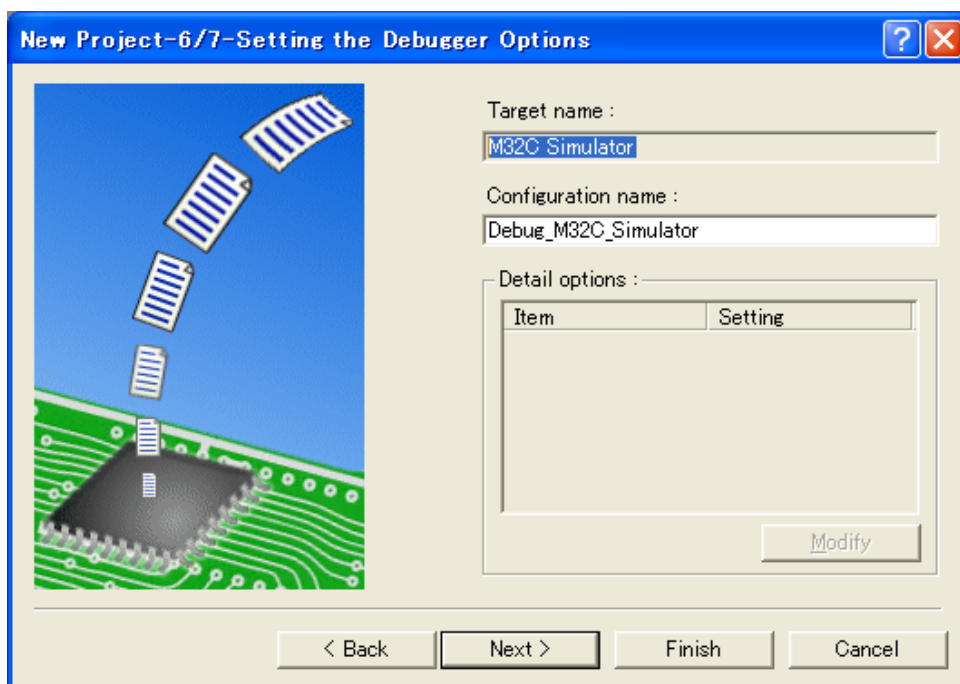 New Project-6/7-Setting the Debugger Options
Target name :
M32C Simulator
Configuration name :
Debug_M32C_Simulator
Detail options :
Item Setting
Modify
< Back Next > Finish Cancel